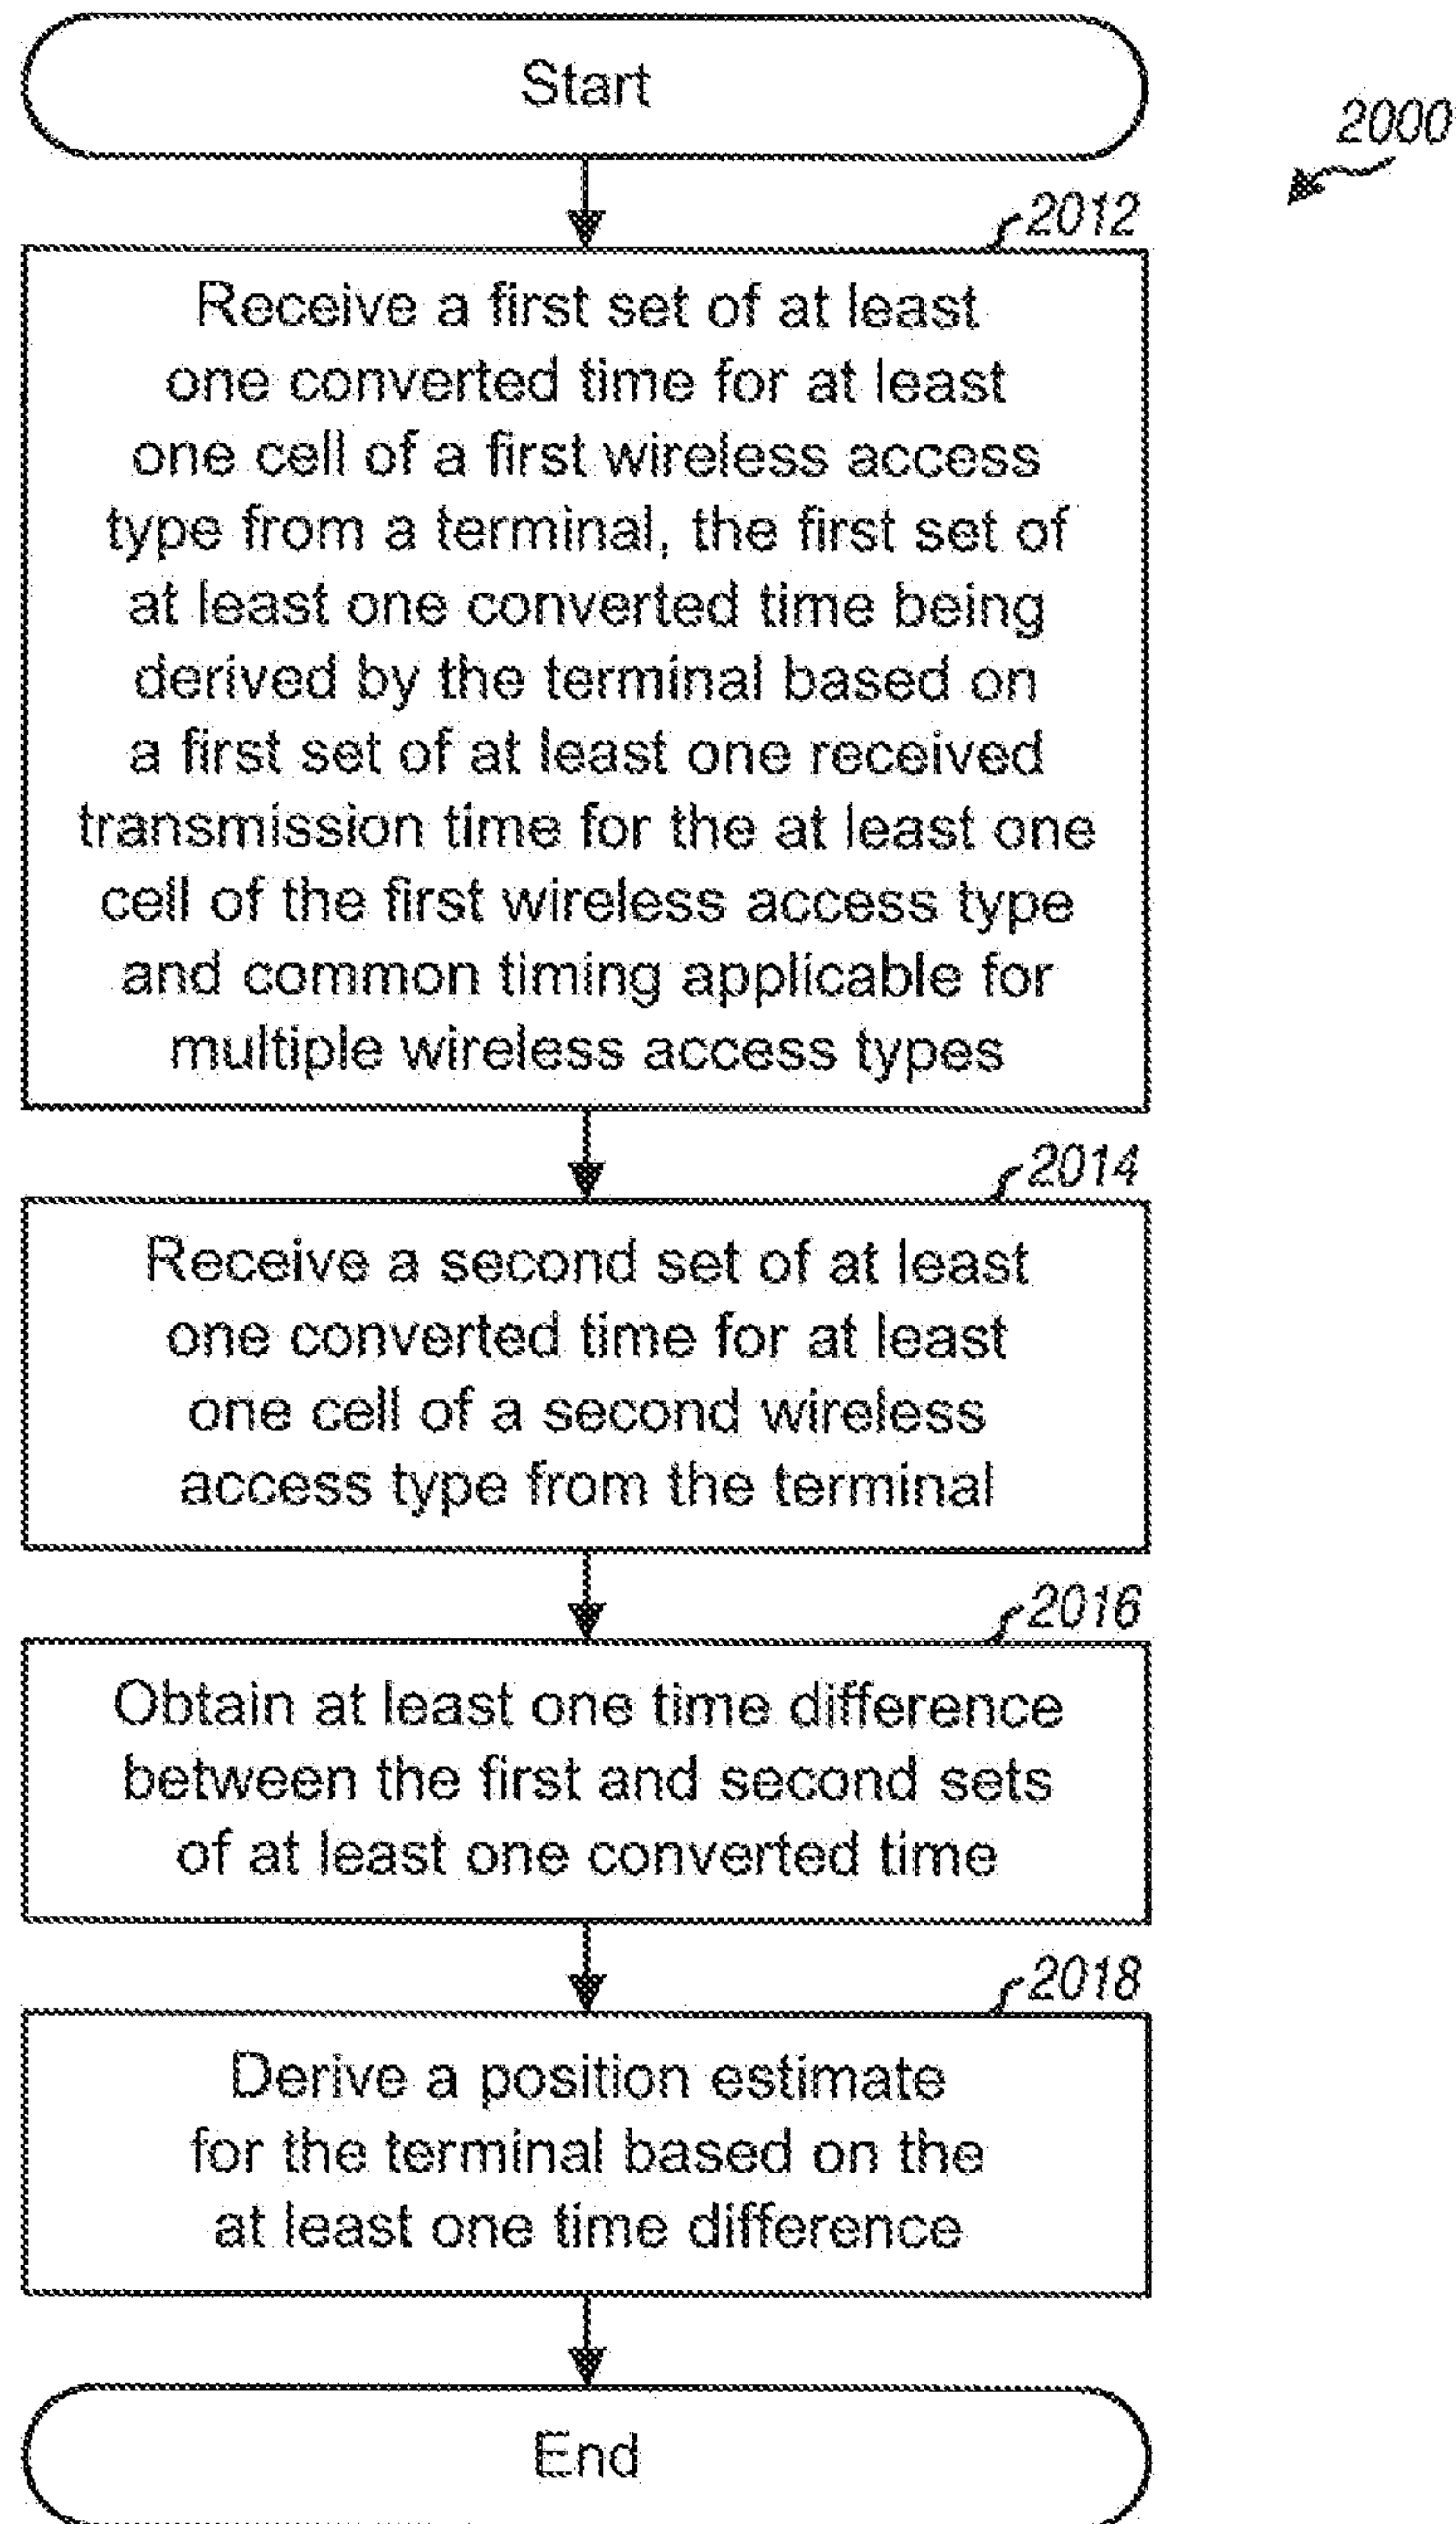 Start
2000
2012
Receive a first set of at least
one converted time for at least
one cell of a first wireless access
type from a terminal, the first set of
at least one converted time being
derived by the terminal based on
a first set of at least one received
transmission time for the at least one
cell of the first wireless access type
and common timing applicable for
multiple wireless access types
2014
Receive a second set of at least
one converted time for at least
one cell of a second wireless
access type from the terminal
2016
Obtain at least one time difference
between the first and second sets
of at least one converted time
2018
Derive a position estimate
for the terminal based on the
at least one time difference
End